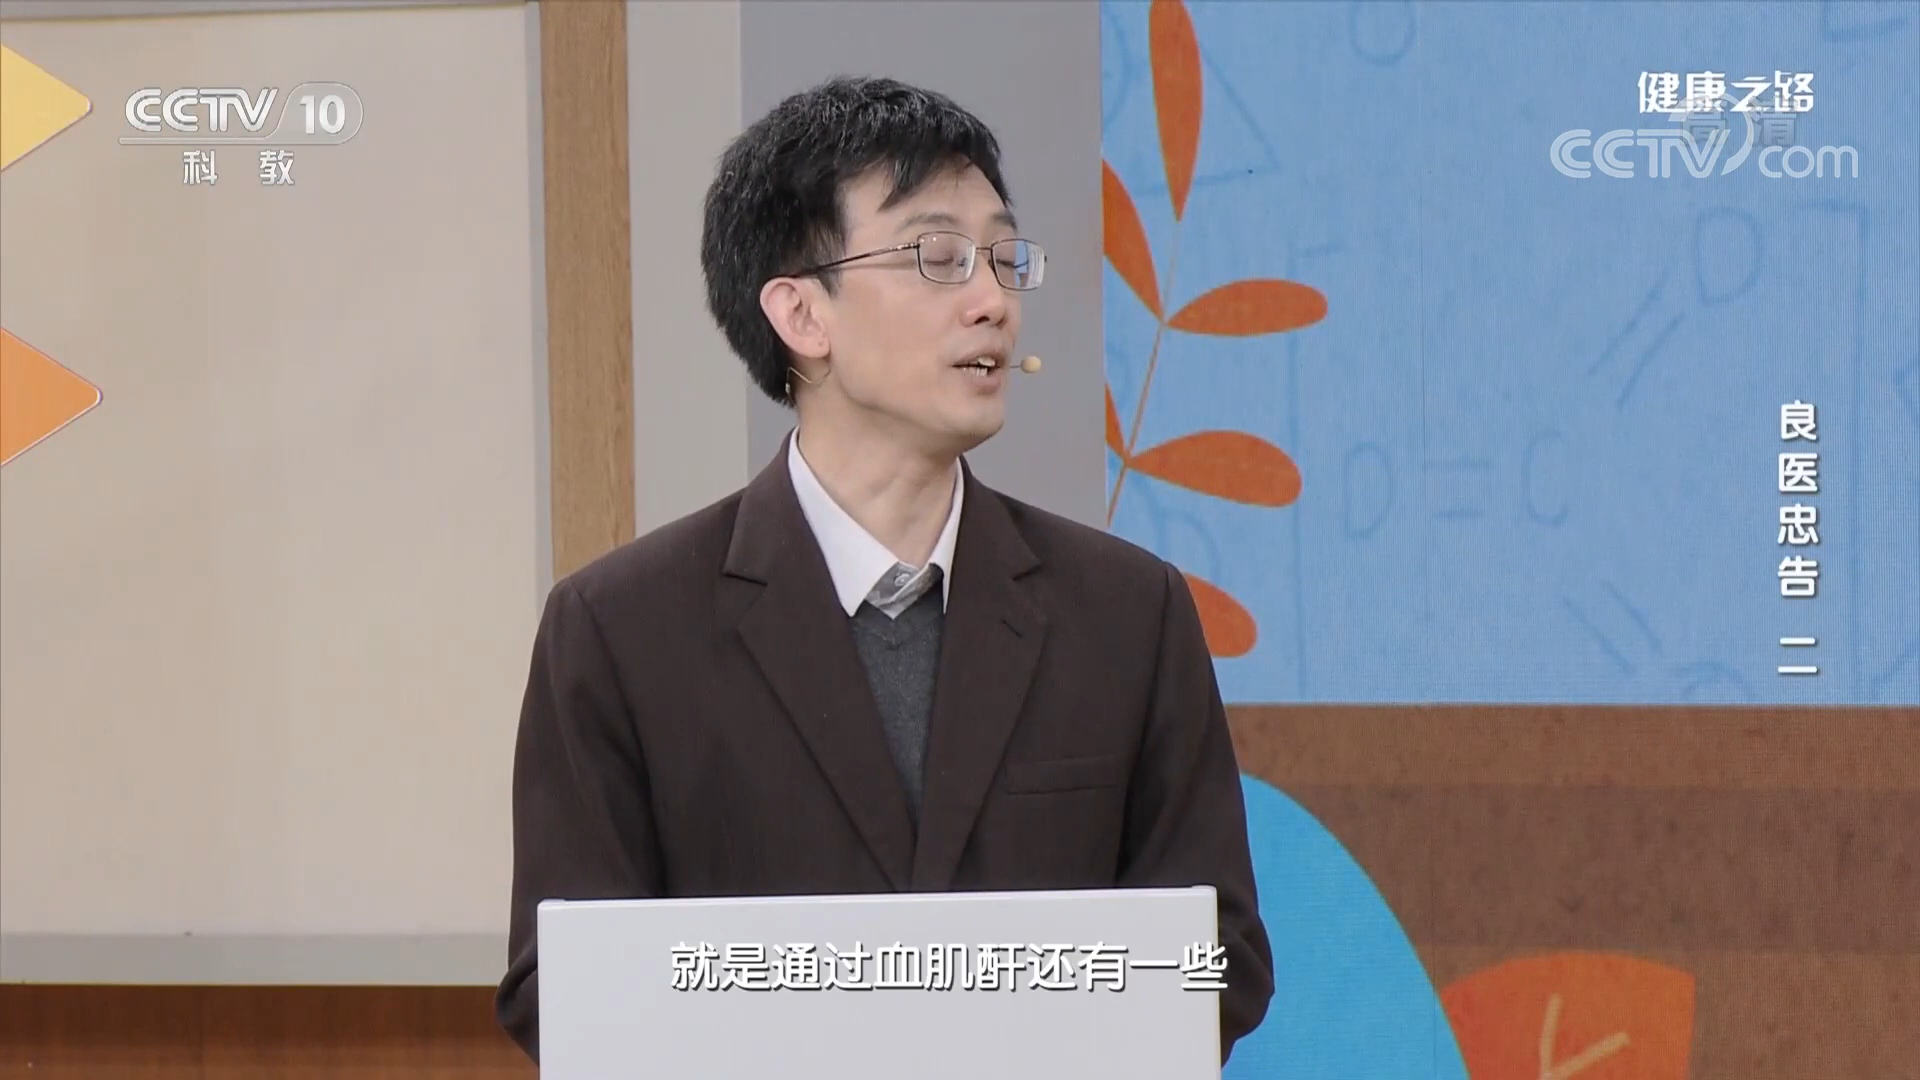 CCTV 10
科教
健康之路
高清
CCTV.com
良医忠告 二
就是通过血肌酐还有一些